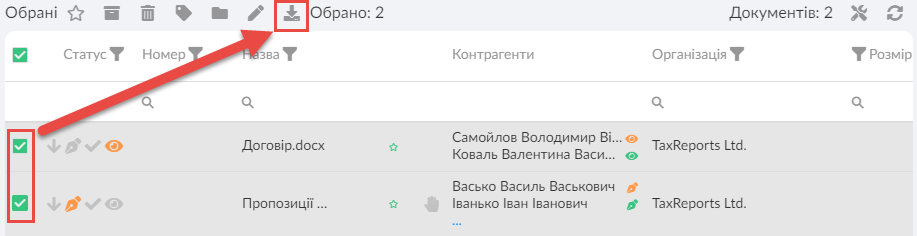 Обрані Обрано: 2 Документів: 2
Статус Номер Назва Контрагенти Організація Розмір
Договір.docx Самойлов Володимир Ві... TaxReports Ltd.
Коваль Валентина Васи...
Васько Василь Васькович
Пропозиції ... Іванько Іван Іванович TaxReports Ltd.
...